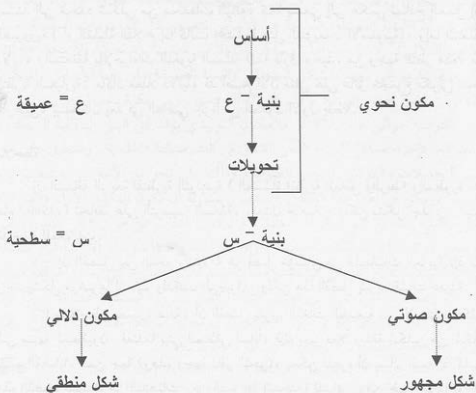 أساس
مكون نحوي
بنية – ع
ع = عميقة
تحويلات
بنية – س
س = سطحية
مكون صوتي
مكون دلالي
شكل مجهور
شكل منطقي